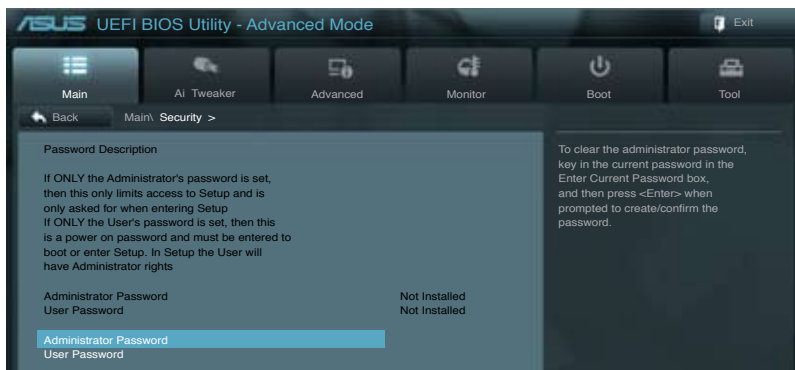 ASUS UEFI BIOS Utility - Advanced Mode
Exit
Main
Ai Tweaker
Advanced
Monitor
Boot
Tool
Back
Main\ Security >
Password Description
If ONLY the Administrator's password is set,
then this only limits access to Setup and is
only asked for when entering Setup
If ONLY the User's password is set, then this
is a power on password and must be entered to
boot or enter Setup. In Setup the User will
have Administrator rights
Administrator Password Not Installed
User Password Not Installed
Administrator Password
User Password
To clear the administrator password,
key in the current password in the
Enter Current Password box,
and then press <Enter> when
prompted to create/confirm the
password.